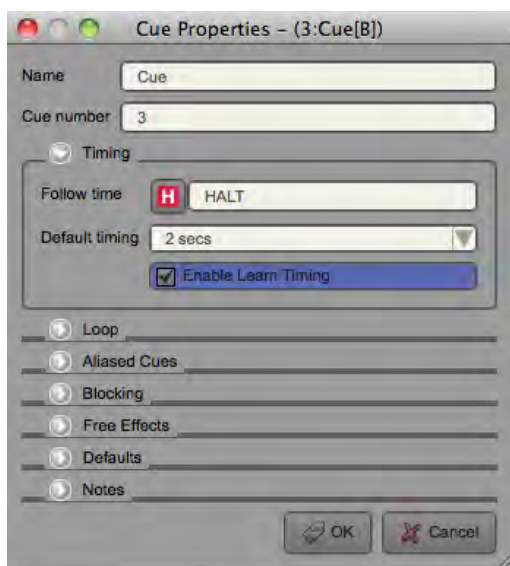 Cue Properties – (3:Cue[B])
Name Cue
Cue number 3
Timing
Follow time H HALT
Default timing 2 secs
Enable Learn Timing
Loop
Aliased Cues
Blocking
Free Effects
Defaults
Notes
OK Cancel